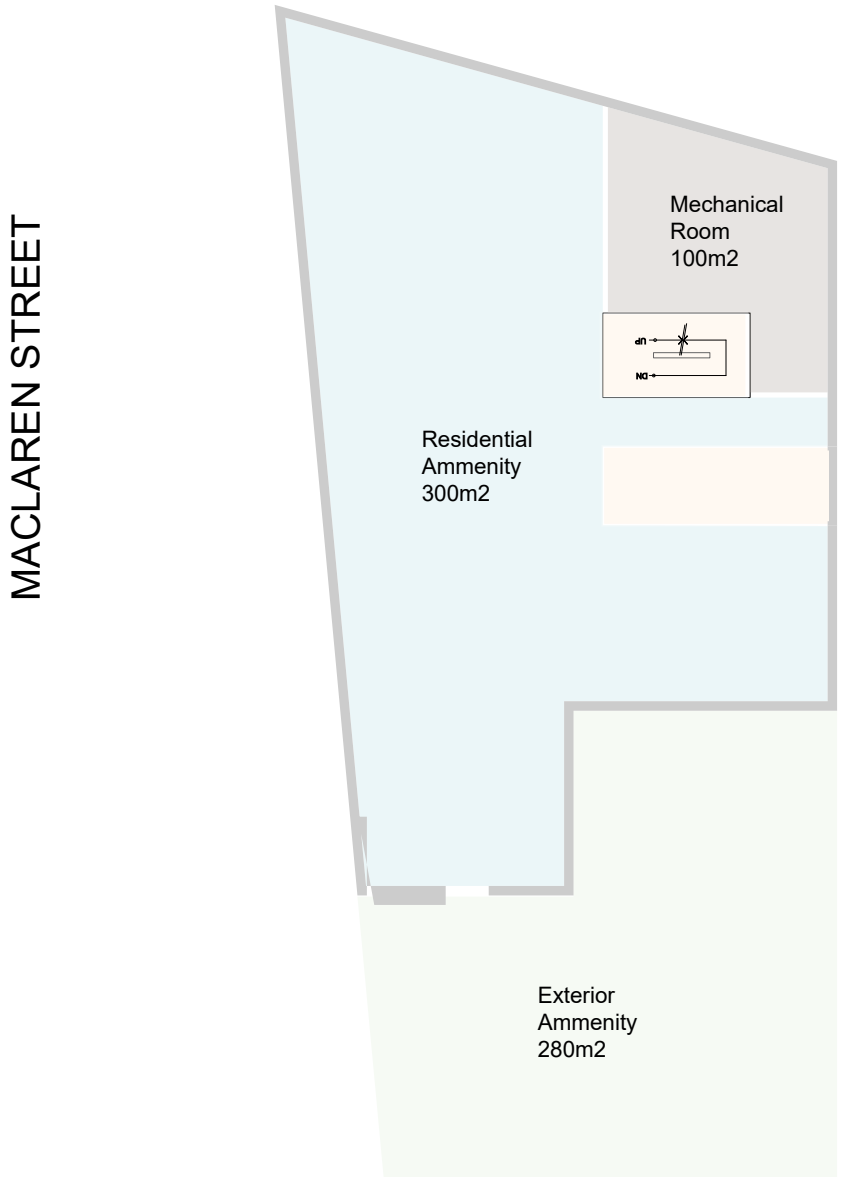 MACLAREN STREET
Mechanical
Room
100m2
UP
DN
Residential
Ammenity
300m2
Exterior
Ammenity
280m2